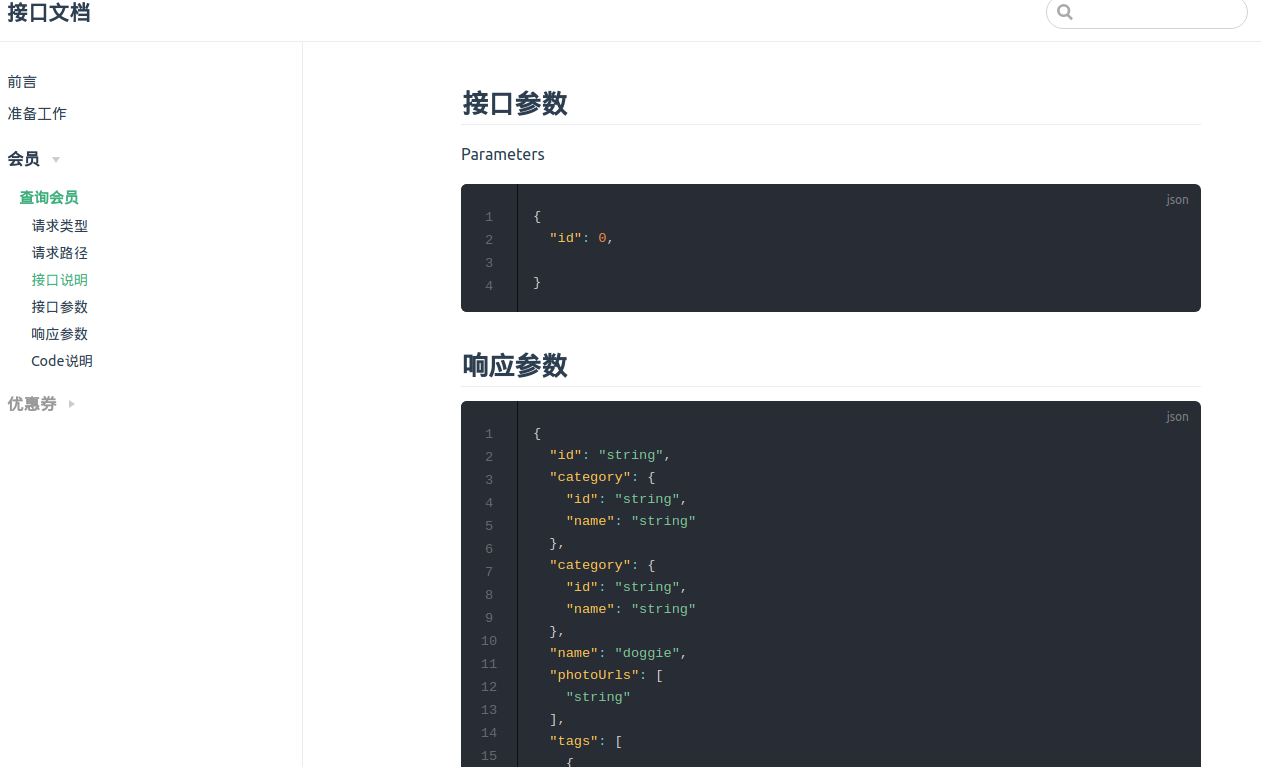 接口文档
前言
准备工作
会员
查询会员
请求类型
请求路径
接口说明
接口参数
响应参数
Code说明
优惠券
接口参数
Parameters
json
1 {
2 "id": 0,
3
4 }
响应参数
json
1 {
2 "id": "string",
3 "category": {
4 "id": "string",
5 "name": "string"
6 },
7 "category": {
8 "id": "string",
9 "name": "string"
10 },
11 "name": "doggie",
12 "photoUrls": [
13 "string"
14 ],
15 "tags": [
{